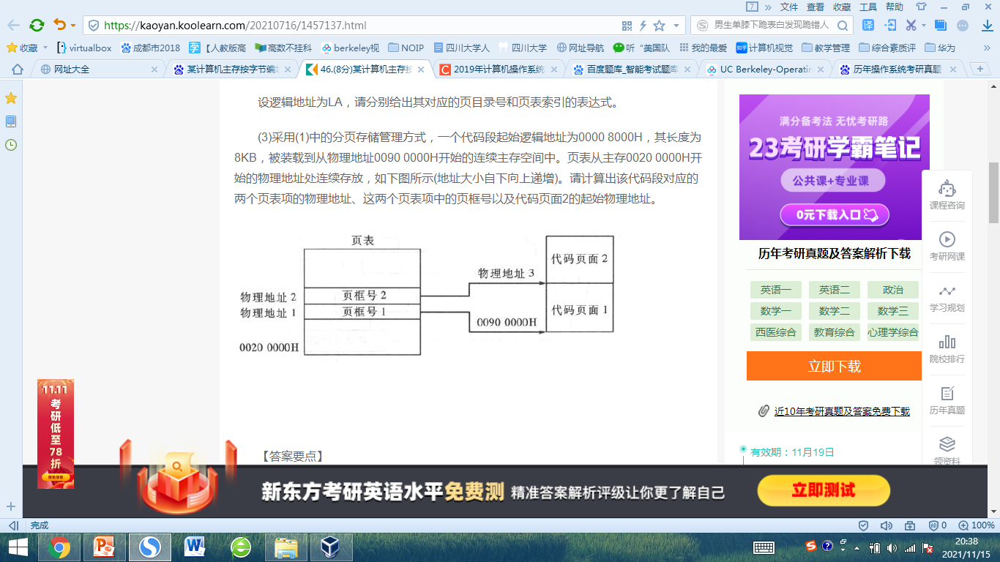 7 » 文件 查看 收藏 工具 帮助
https://kaoyan.koolearn.com/20210716/1457137.html
男生单膝下跪表白发现跪错人
译
收藏 virtualbox 成都市2018 【人教版高 高数不挂科 berkeley视 NOIP 四川大学人 四川大学 网址导航 听“美国队 我的最爱 计算机视觉 教学管理 综合素质评 华为 »
网址大全 某计算机主存按字节编址 46.(8分)某计算机主存按 2019年计算机操作系统 百度题库_智能考试题库 UC Berkeley-Operatin 历年操作系统考研真题
设逻辑地址为LA，请分别给出其对应的页目录号和页表索引的表达式。
(3)采用(1)中的分页存储管理方式，一个代码段起始逻辑地址为0000 8000H，其长度为
8KB，被装载到从物理地址0090 0000H开始的连续主存空间中。页表从主存0020 0000H开
始的物理地址处连续存放，如下图所示(地址大小自下向上递增)。请计算出该代码段对应的
两个页表项的物理地址、这两个页表项中的页框号以及代码页面2的起始物理地址。
页表
代码页面 2
物理地址 3
物理地址 2 页框号 2
物理地址 1 页框号 1
代码页面 1
0090 0000H
0020 0000H
【答案要点】
满分备考法 无忧考研路
23考研学霸笔记
公共课+专业课
0元下载入口
历年考研真题及答案解析下载
英语一 英语二 政治
数学一 数学二 数学三
西医综合 教育综合 心理学综合
立即下载
近10年考研真题及答案免费下载
有效期：11月19日
课程咨询
考研网课
学习规划
院校排行
历年真题
领资料
11.11
考
研
低
至
78
折
新东方考研英语水平免费测 精准答案解析评级让你更了解自己
立即测试
完成
0 100%
20:38
2021/11/15